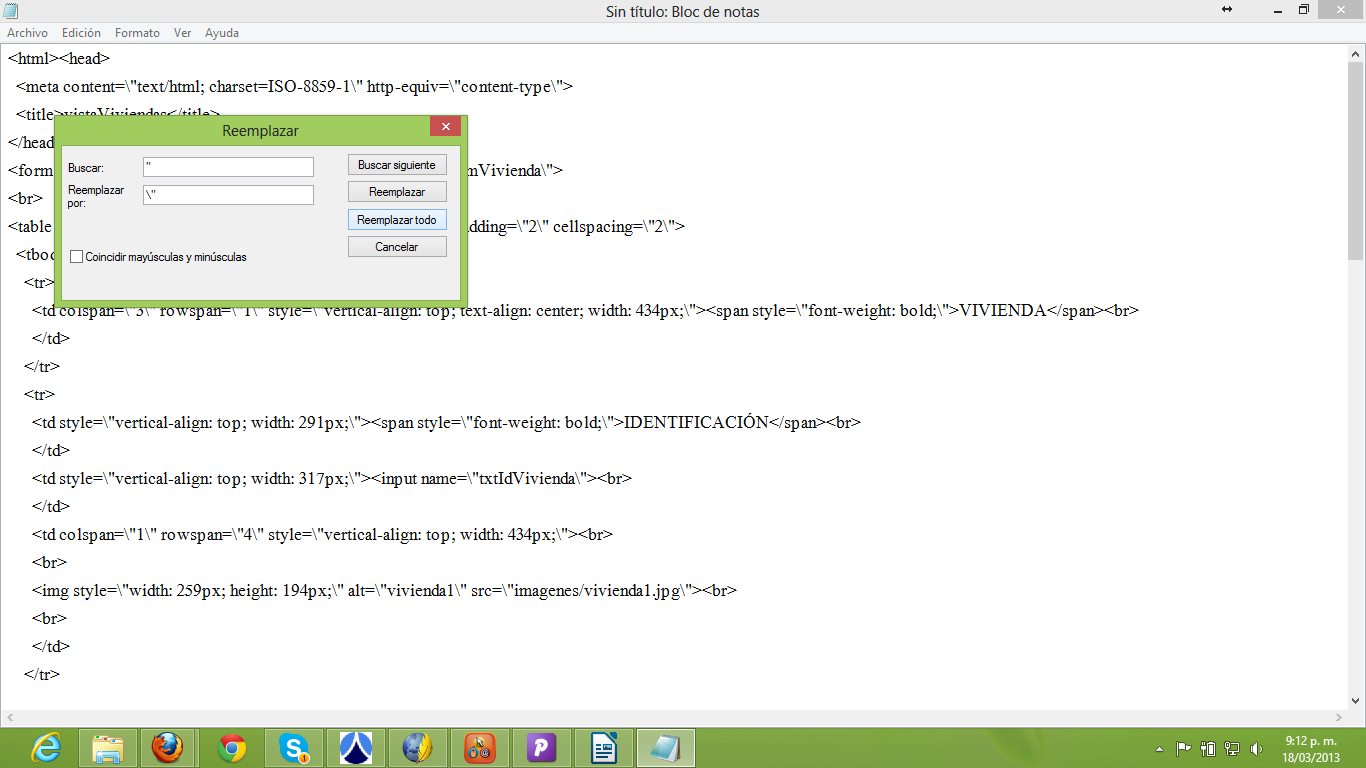 Sin título: Bloc de notas
Archivo Edición Formato Ver Ayuda
<html><head>
<meta content=\"text/html; charset=ISO-8859-1\" http-equiv=\"content-type\">
<title>vistaViviendas</title>
</head
Reemplazar
Buscar: "
Buscar siguiente
<form
mVivienda\">
Reemplazar por: \"
Reemplazar
<br>
<table
dding=\"2\" cellspacing=\"2\">
Reemplazar todo
Cancelar
<tbo
Coincidir mayúsculas y minúsculas
<tr>
<td colspan=\"3\" rowspan=\"1\" style=\"vertical-align: top; text-align: center; width: 434px;\"><span style=\"font-weight: bold;\">VIVIENDA</span><br>
</td>
</tr>
<tr>
<td style=\"vertical-align: top; width: 291px;\"><span style=\"font-weight: bold;\">IDENTIFICACIÓN</span><br>
</td>
<td style=\"vertical-align: top; width: 317px;\"><input name=\"txtIdVivienda\"><br>
</td>
<td colspan=\"1\" rowspan=\"4\" style=\"vertical-align: top; width: 434px;\"><br>
<br>
<img style=\"width: 259px; height: 194px;\" alt=\"vivienda1\" src=\"imagenes/vivienda1.jpg\"><br>
<br>
</td>
</tr>
9:12 p. m.
18/03/2013